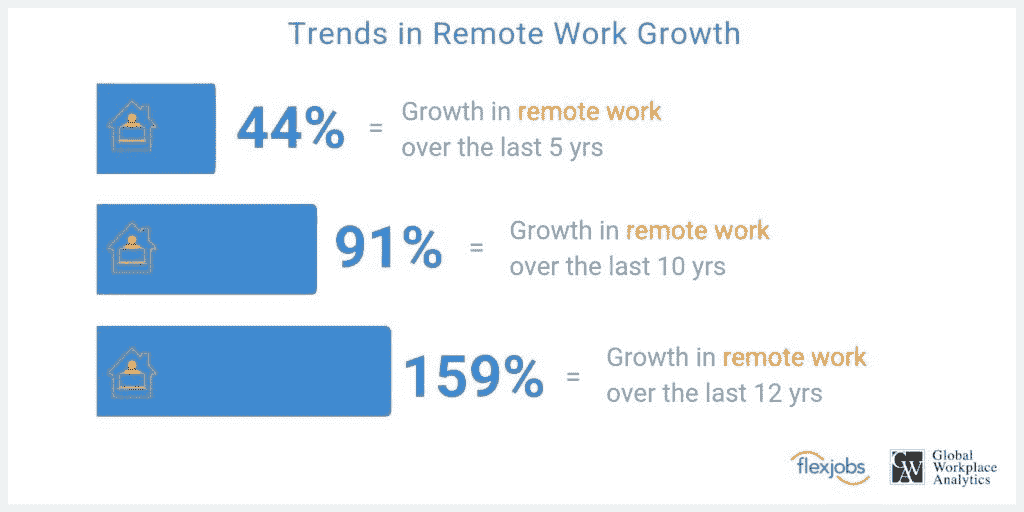 Trends in Remote Work Growth
44% = Growth in remote work
over the last 5 yrs
91% = Growth in remote work
over the last 10 yrs
159% = Growth in remote work
over the last 12 yrs
flexjobs
GWA
Global
Workplace
Analytics